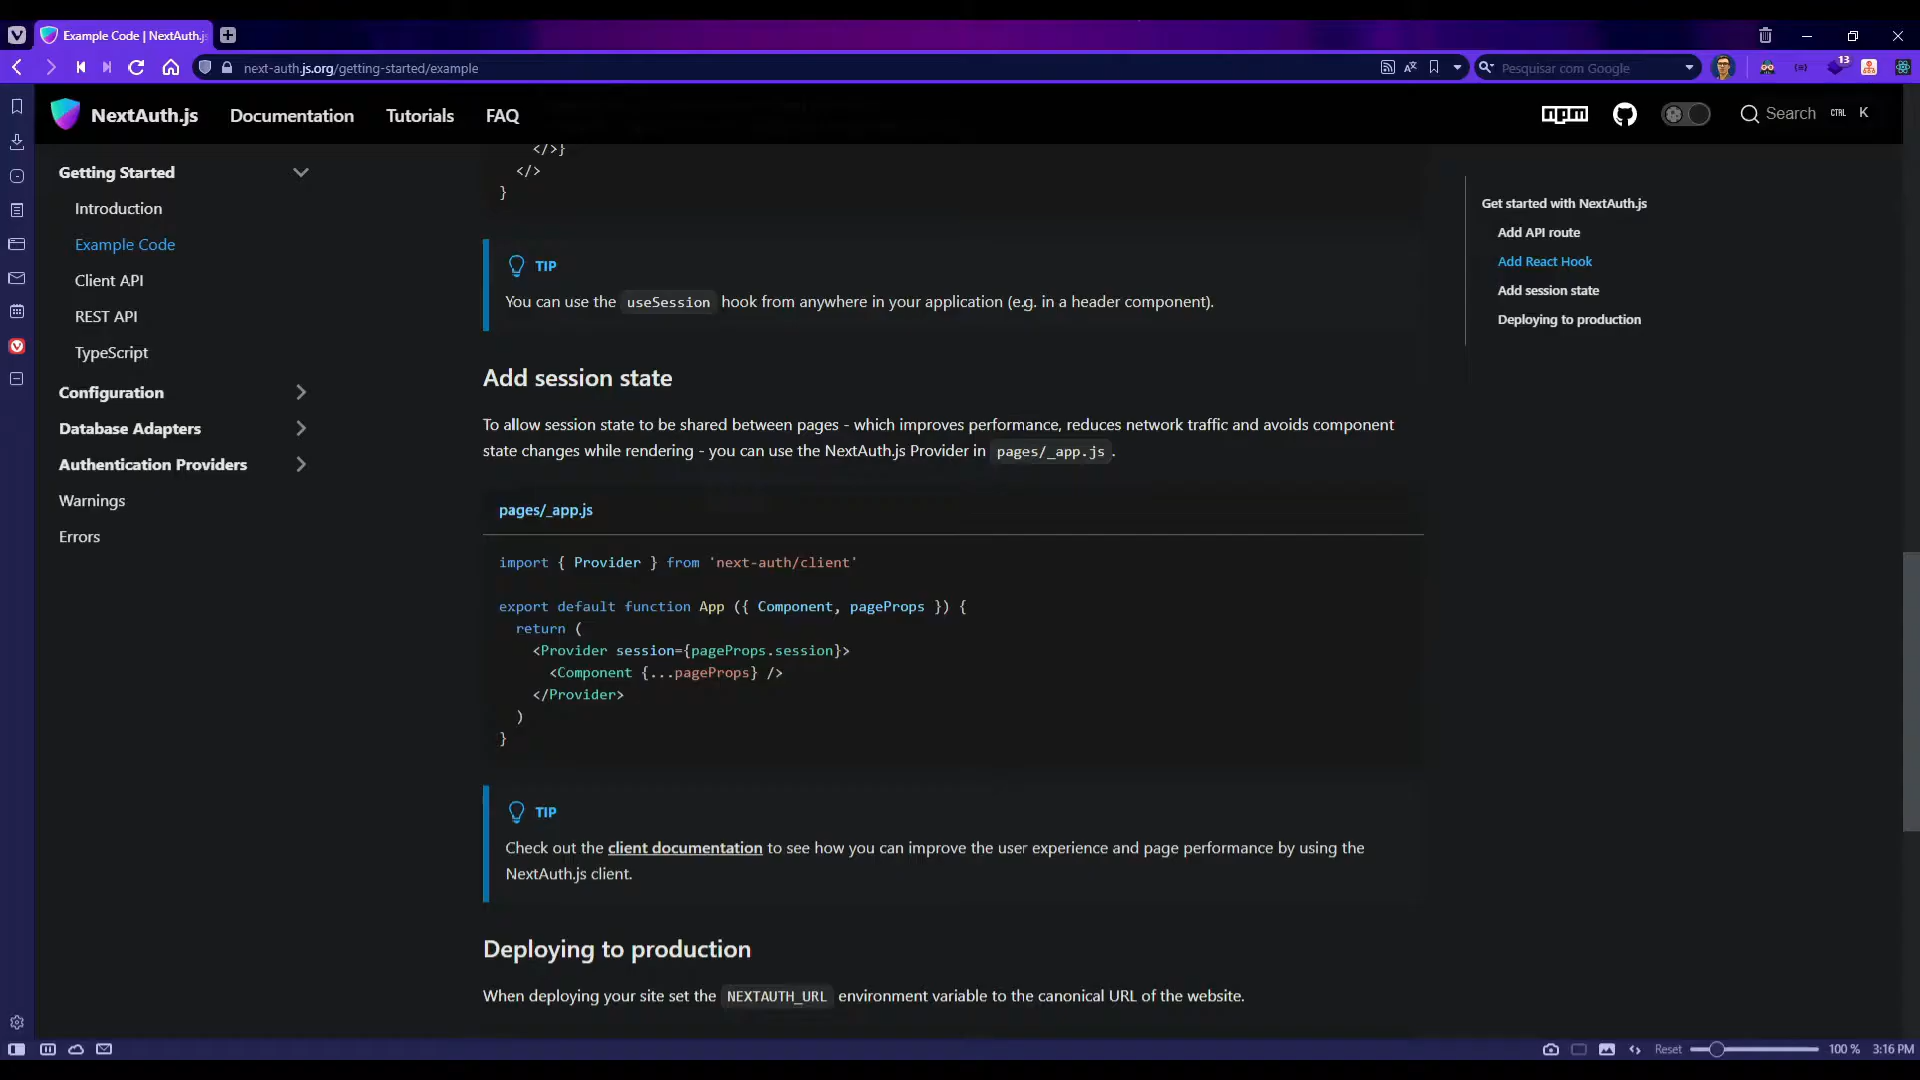 Example Code | NextAuth.js
next-auth.js.org/getting-started/example
Pesquisar com Google
13
NextAuth.js
Documentation
Tutorials
FAQ
npm
Search
CTRL
K
Getting Started
Introduction
Example Code
Client API
REST API
TypeScript
Configuration
Database Adapters
Authentication Providers
Warnings
Errors
</>}
</>
}
TIP
You can use the useSession hook from anywhere in your application (e.g. in a header component).
Add session state
To allow session state to be shared between pages - which improves performance, reduces network traffic and avoids component
state changes while rendering - you can use the NextAuth.js Provider in pages/_app.js.
pages/_app.js
import { Provider } from 'next-auth/client'
export default function App ({ Component, pageProps }) {
return (
<Provider session={pageProps.session}>
<Component {...pageProps} />
</Provider>
)
}
TIP
Check out the client documentation to see how you can improve the user experience and page performance by using the
NextAuth.js client.
Deploying to production
When deploying your site set the NEXTAUTH_URL environment variable to the canonical URL of the website.
Get started with NextAuth.js
Add API route
Add React Hook
Add session state
Deploying to production
Reset
100 %
3:16 PM